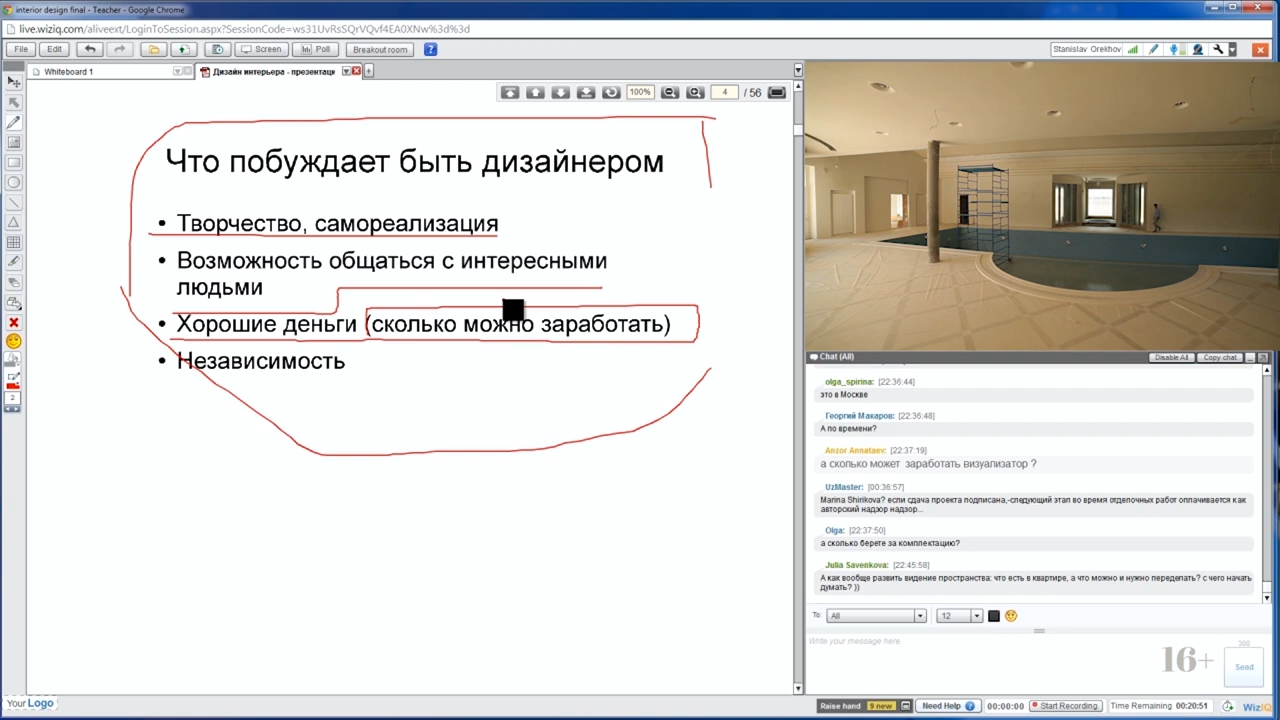 interior design final - Teacher - Google Chrome
live.wiziq.com/aliveext/LoginToSession.aspx?SessionCode=ws31UvRsSQrVQvf4EA0XNw%3d%3d
File Edit Screen Poll Breakout room ?
Stanislav Orekhov
Whiteboard 1
Дизайн интерьера - презентаци
100% 4 / 56
Что побуждает быть дизайнером
• Творчество, самореализация
• Возможность общаться с интересными
людьми
• Хорошие деньги (сколько можно заработать)
• Независимость
2
Chat (All) Disable All Copy chat
olga_spirina: [22:36:44]
это в Москве
Георгий Макаров: [22:36:48]
А по времени?
Anzor Annataev: [22:37:19]
а сколько может заработать визуализатор ?
UzMaster: [00:36:57]
Marina Shirikova? если сдача проекта подписана,-следующий этап во время отделочных работ оплачивается как
авторский надзор надзор...
Olga: [22:37:50]
а сколько берете за комплектацию?
Julia Savenkova: [22:45:58]
А как вообще развить видение пространства: что есть в квартире, а что можно и нужно переделать? с чего начать
думать? ))
To: All 12
Write your message here
300
16+
Send
Your Logo
Raise hand 9 new Need Help ? 00:00:00 Start Recording Time Remaining 00:20:51 WizIQ